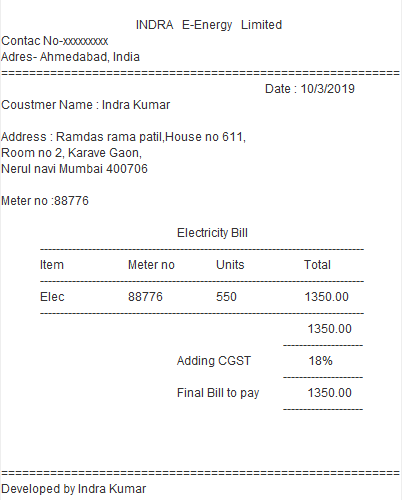 INDRA E-Energy Limited
Contac No-xxxxxxxxx
Adres- Ahmedabad, India
==================================================
Date : 10/3/2019
Coustmer Name : Indra Kumar
Address : Ramdas rama patil,House no 611,
Room no 2, Karave Gaon,
Nerul navi Mumbai 400706
Meter no :88776
Electricity Bill
Item Meter no Units Total
Elec 88776 550 1350.00
1350.00
Adding CGST 18%
Final Bill to pay 1350.00
==================================================
Developed by Indra Kumar